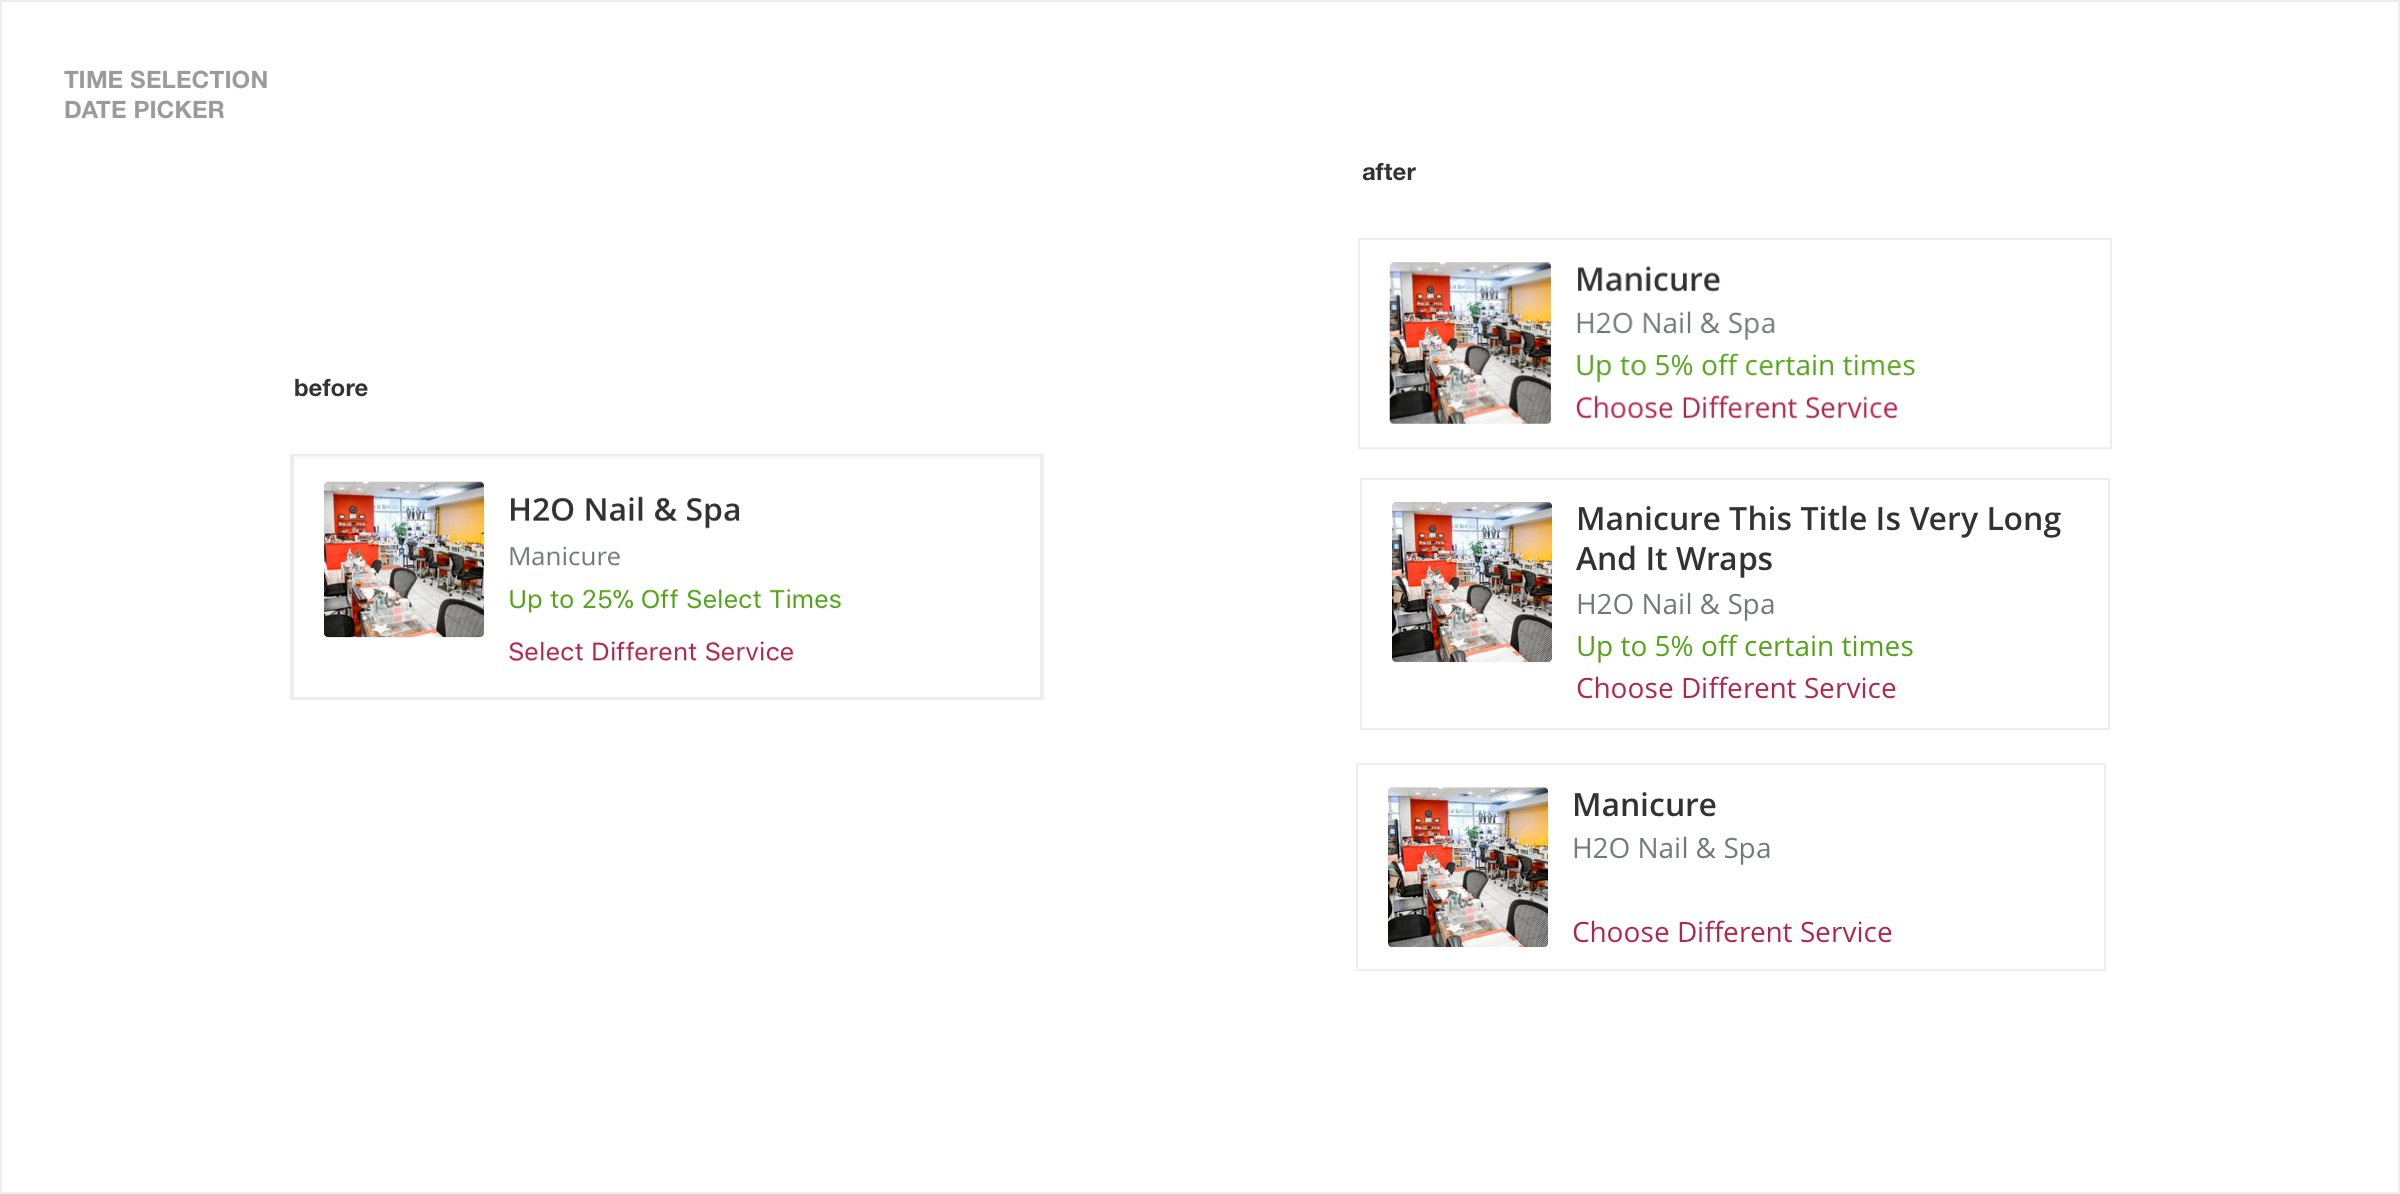 TIME SELECTION
DATE PICKER
before
H2O Nail & Spa
Manicure
Up to 25% Off Select Times
Select Different Service
after
Manicure
H2O Nail & Spa
Up to 5% off certain times
Choose Different Service
Manicure This Title Is Very Long
And It Wraps
H2O Nail & Spa
Up to 5% off certain times
Choose Different Service
Manicure
H2O Nail & Spa
Choose Different Service